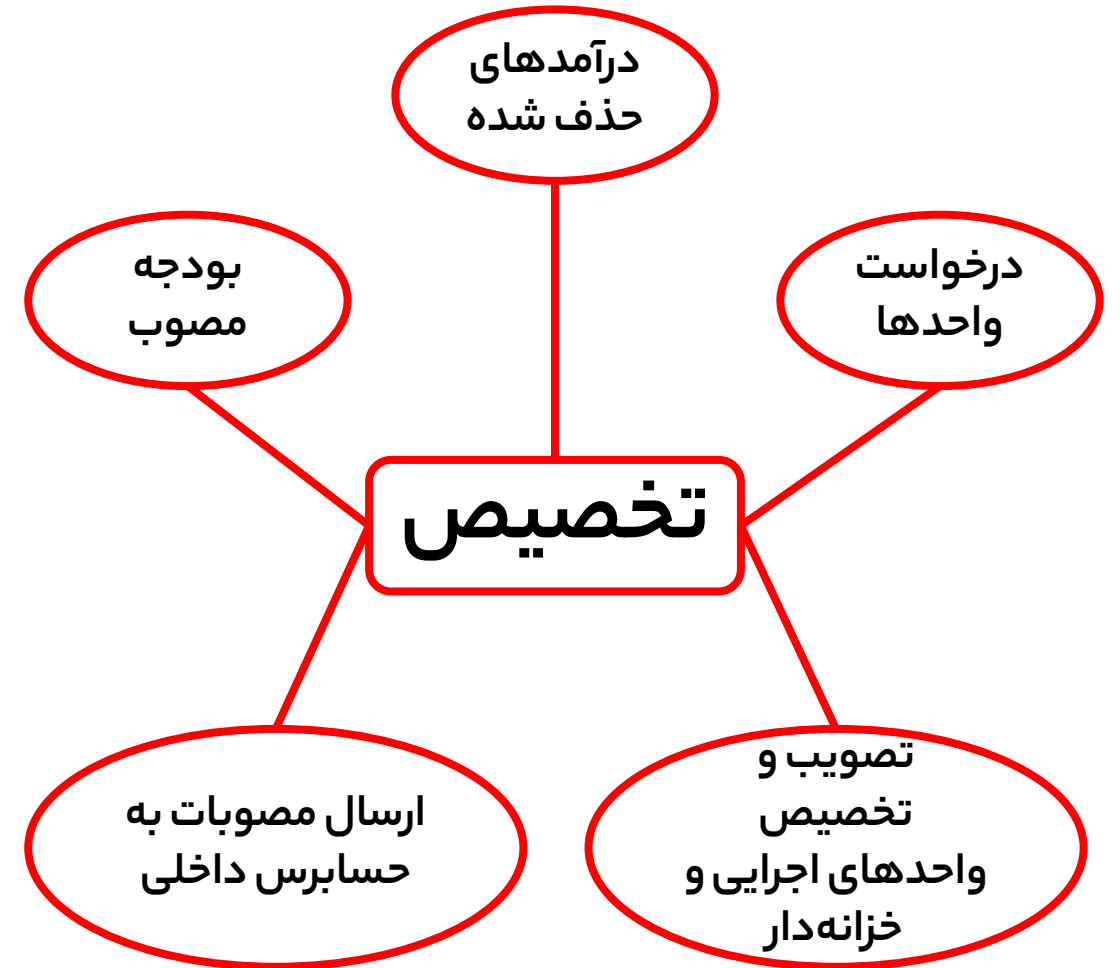 درآمدهای
حذف شده
درخواست
واحدها
بودجه
مصوب
تخصیص
تصویب و
تخصیص
واحدهای اجرایی و
خزانه‌دار
ارسال مصوبات به
حسابرس داخلی